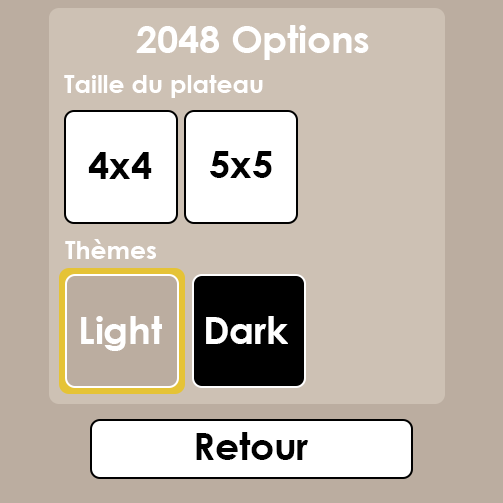 2048 Options
Taille du plateau
4x4 5x5
Thèmes
Light Dark
Retour